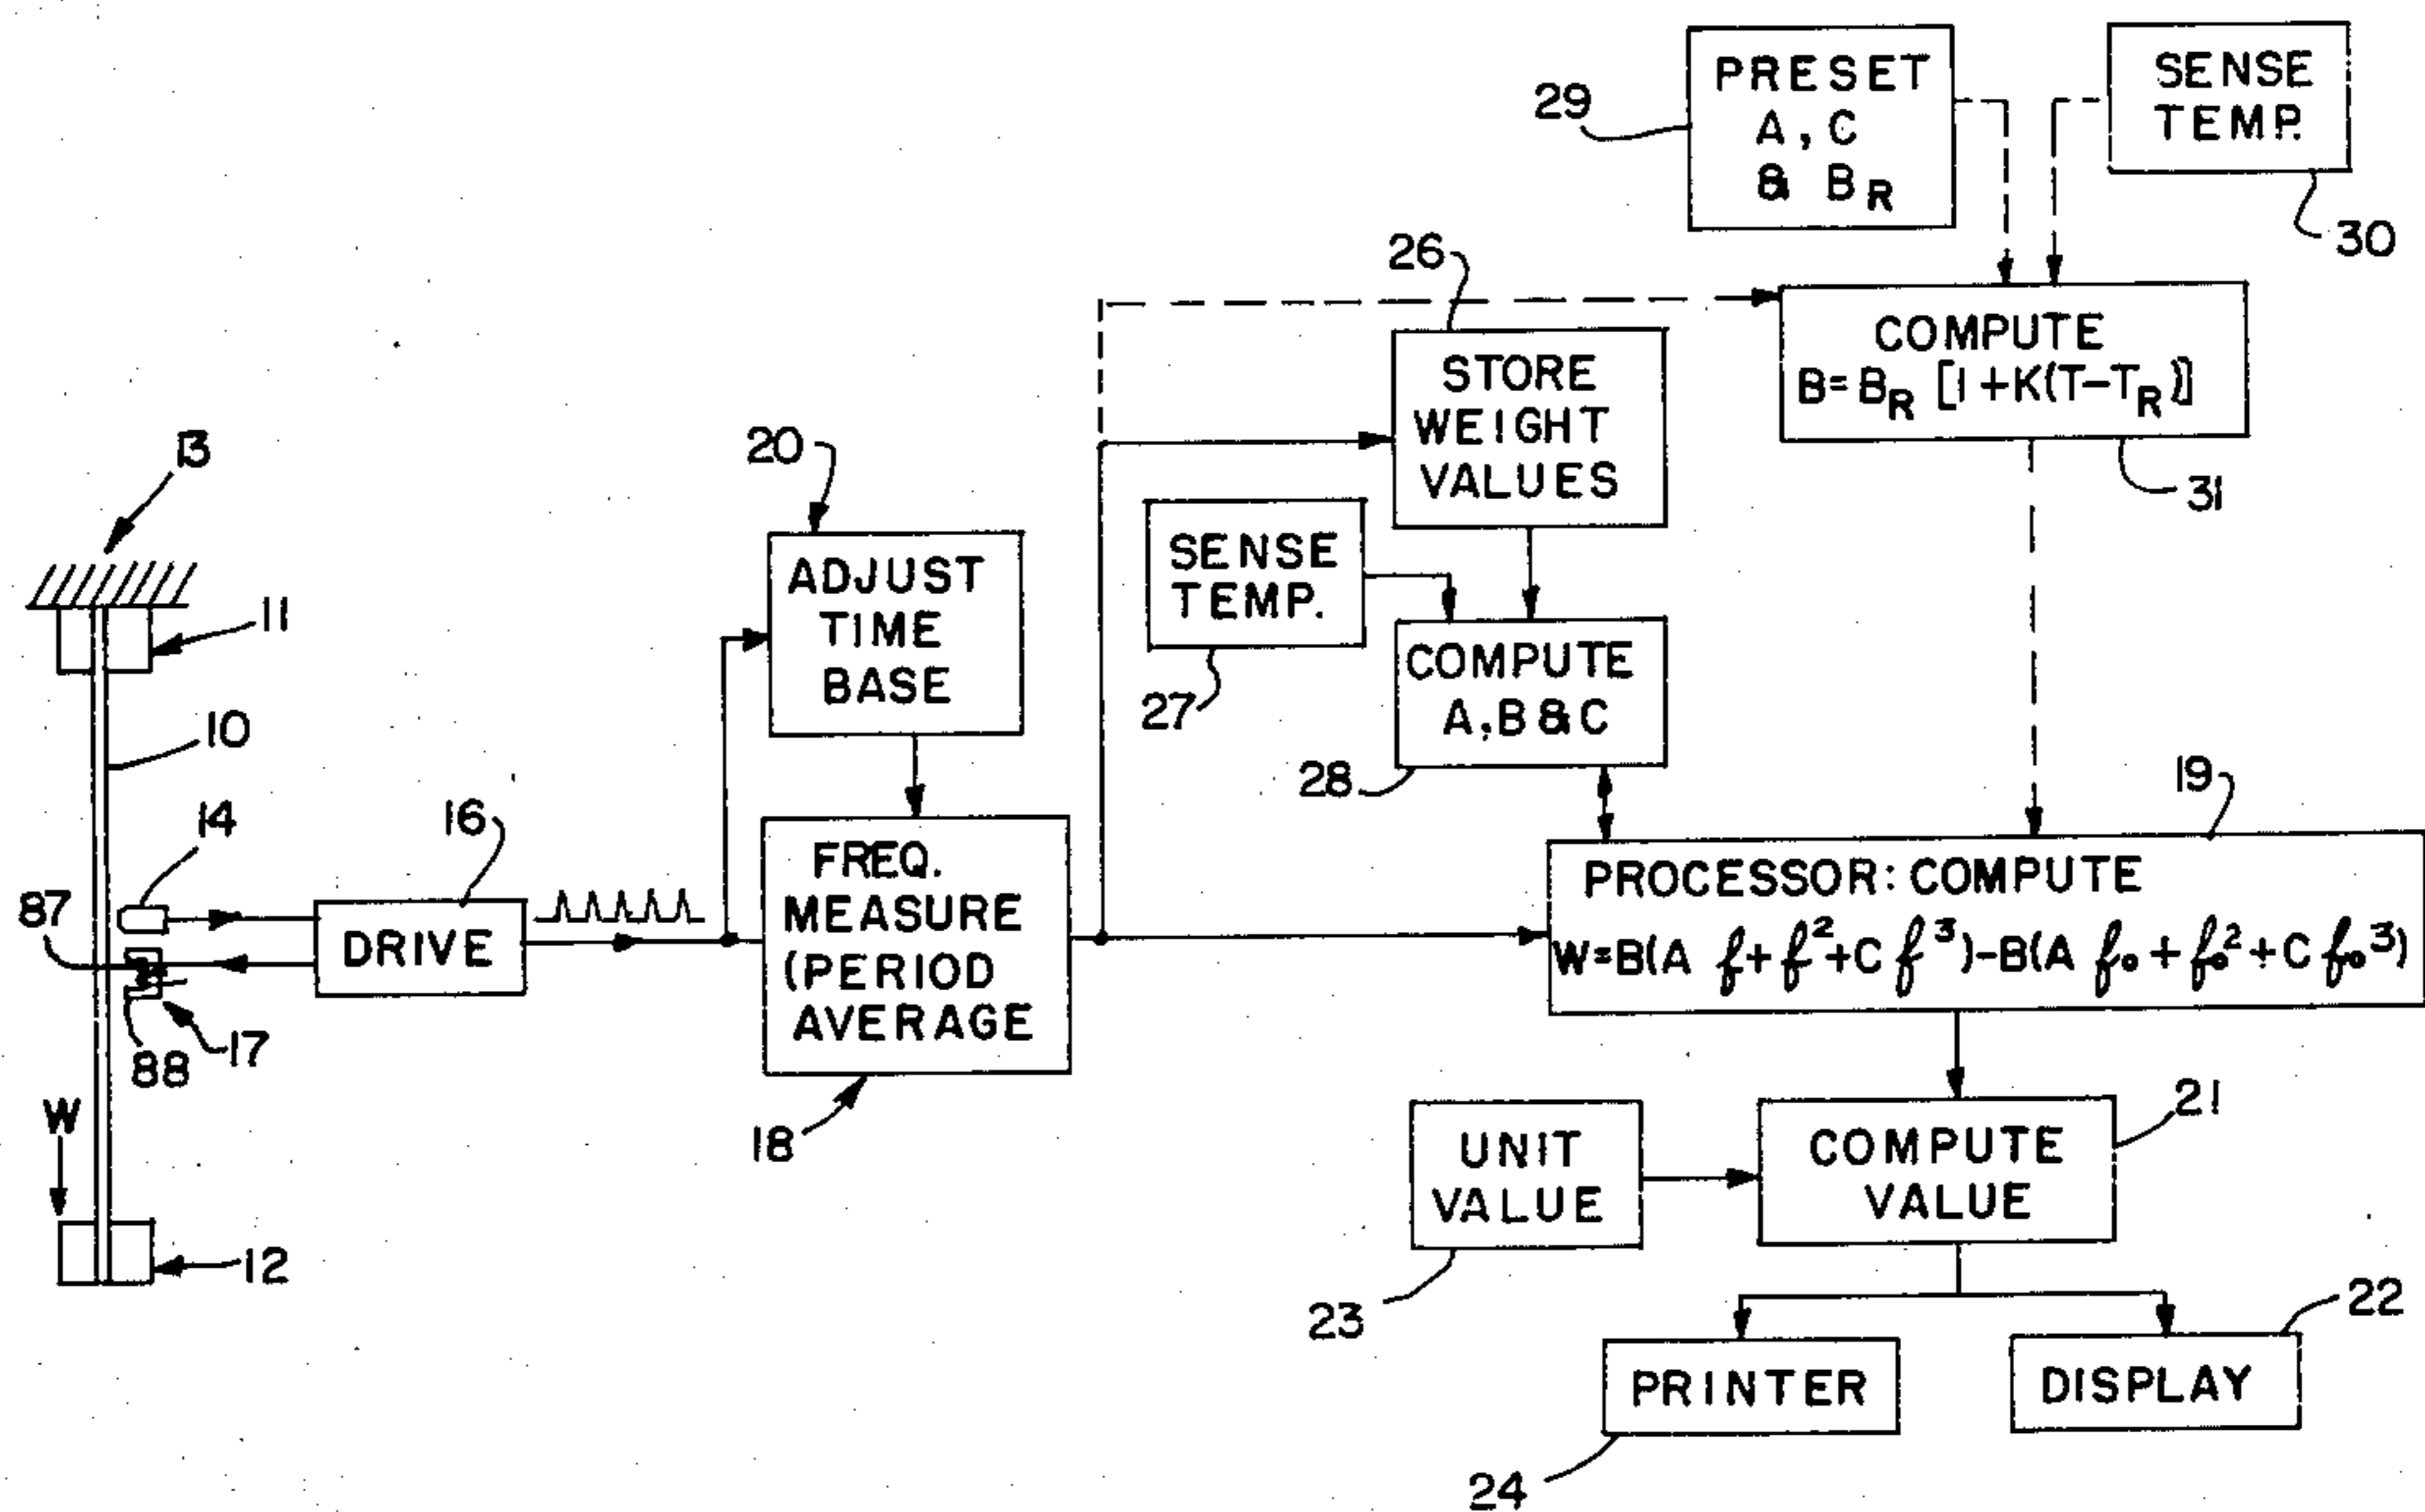 PRESET
A, C
& B_R
29
SENSE
TEMP.
30
COMPUTE
B=B_R [1+K(T-T_R)]
31
26
STORE
WEIGHT
VALUES
SENSE
TEMP.
27
COMPUTE
A,B&C
28
13
11
10
14
87
88
17
W
12
16
DRIVE
20
ADJUST
TIME
BASE
FREQ.
MEASURE
(PERIOD
AVERAGE
18
19
PROCESSOR: COMPUTE
W=B(A f+f²+C f³)-B(A f₀+f₀²+C f₀³)
UNIT
VALUE
23
COMPUTE
VALUE
21
PRINTER
24
DISPLAY
22